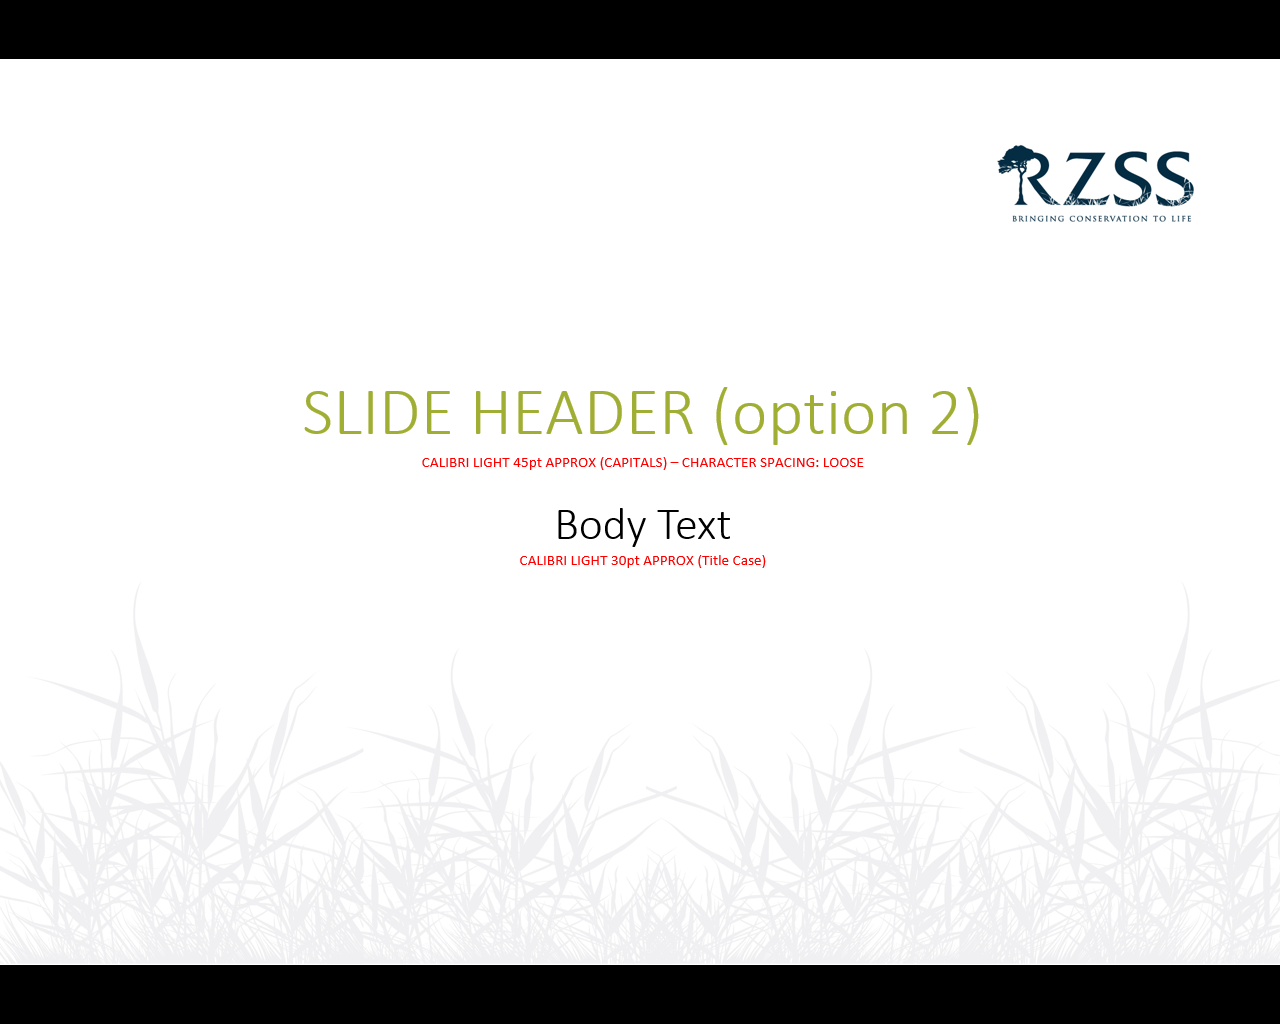 RZSS
BRINGING CONSERVATION TO LIFE
SLIDE HEADER (option 2)
CALIBRI LIGHT 45pt APPROX (CAPITALS) – CHARACTER SPACING: LOOSE
Body Text
CALIBRI LIGHT 30pt APPROX (Title Case)